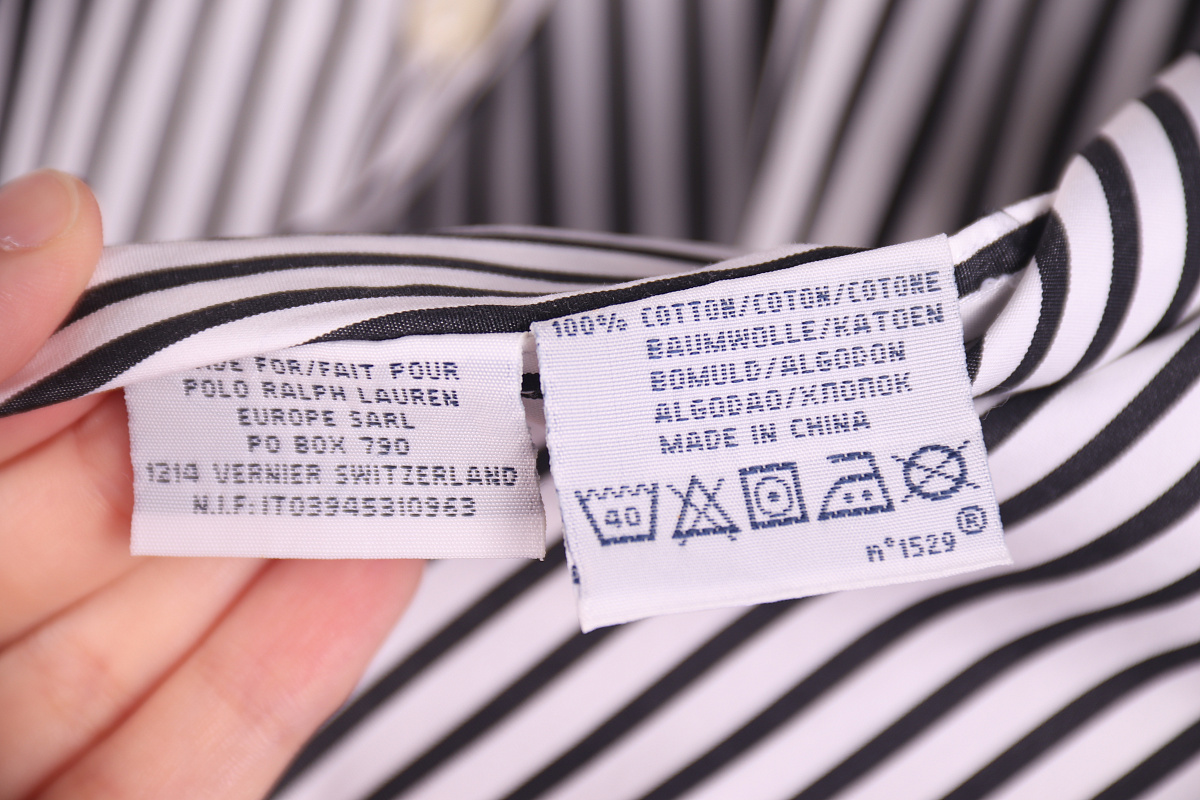 FOR/FAIT POUR
POLO RALPH LAUREN
EUROPE SARL
PO BOX 790
1214 VERNIER SWITZERLAND
N.I.F: IT03945310963
100% COTTON/COTON/COTONE
BAUMWOLLE/KATOEN
BOMULD/ALGODON
ALGODAO/ХЛОПОК
MADE IN CHINA
40
n°1529®